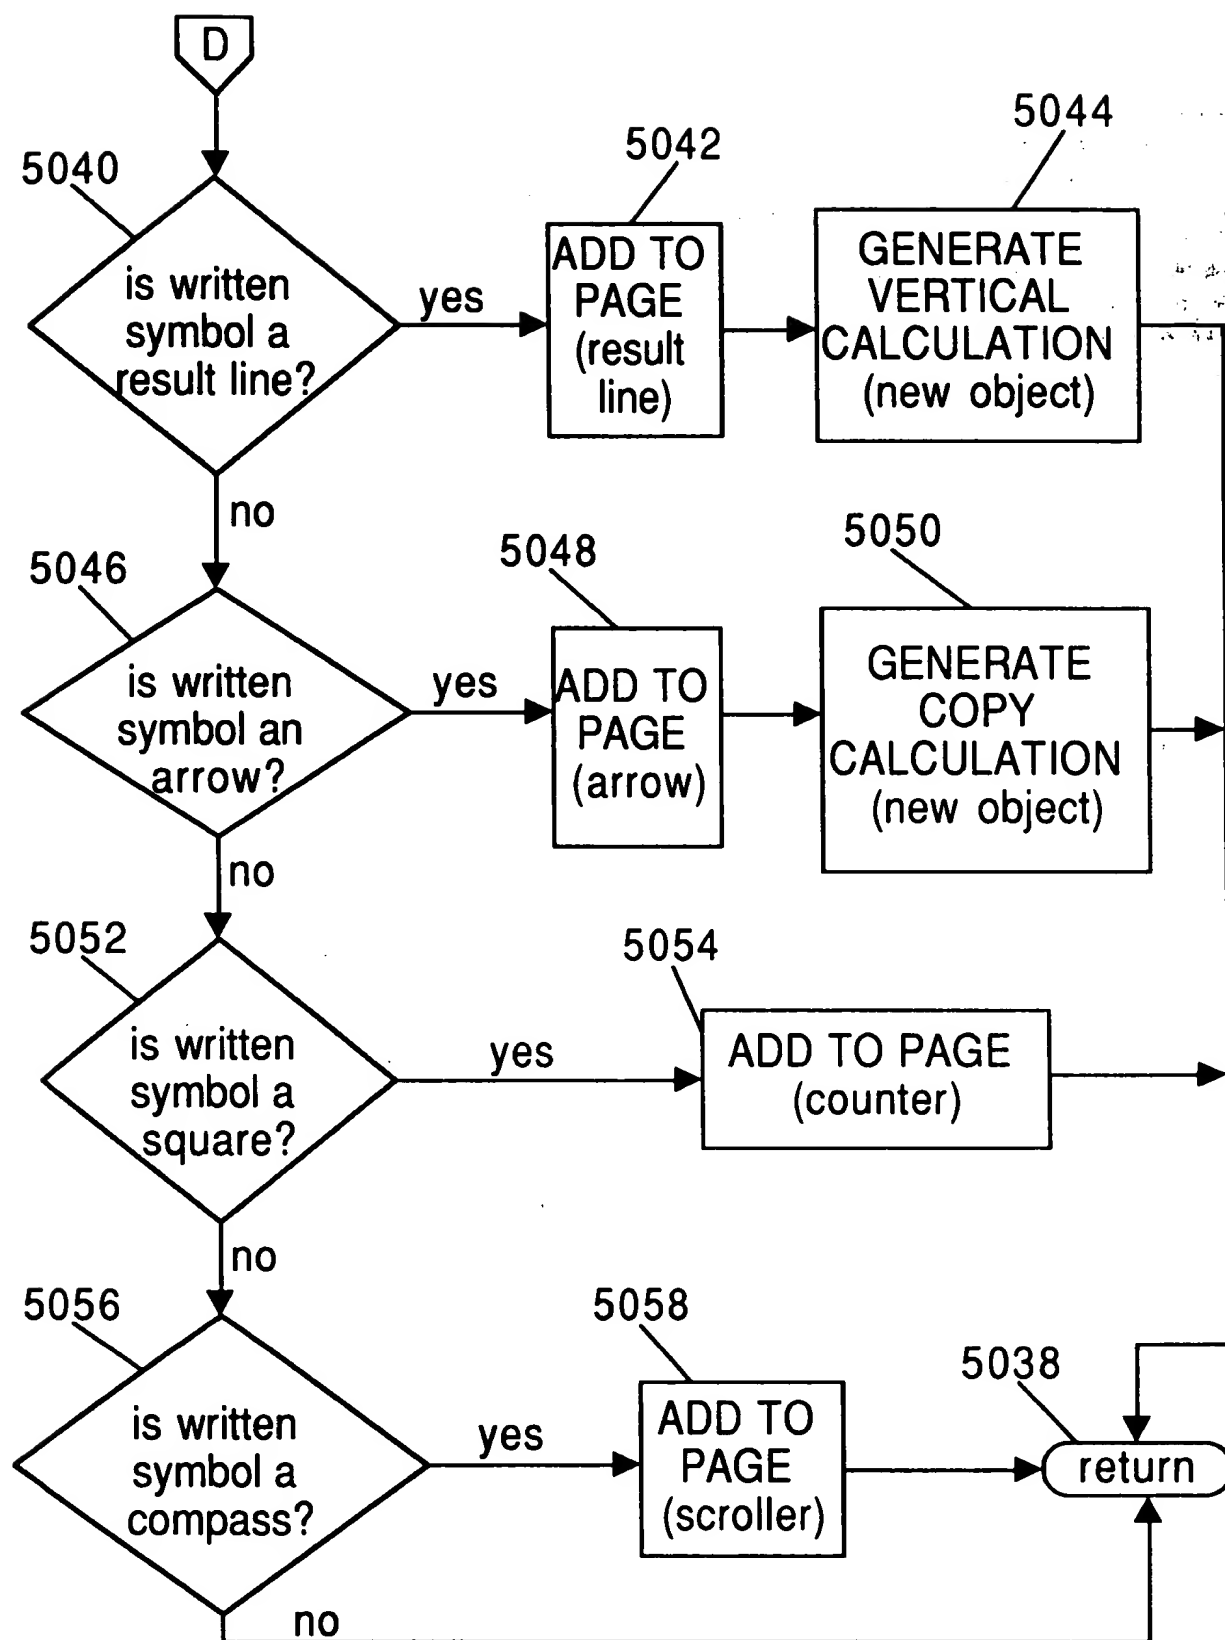 D
5040
is written
symbol a
result line?
yes
5042
ADD TO
PAGE
(result
line)
5044
GENERATE
VERTICAL
CALCULATION
(new object)
no
5046
is written
symbol an
arrow?
yes
5048
ADD TO
PAGE
(arrow)
5050
GENERATE
COPY
CALCULATION
(new object)
no
5052
is written
symbol a
square?
yes
5054
ADD TO PAGE
(counter)
no
5056
is written
symbol a
compass?
yes
5058
ADD TO
PAGE
(scroller)
5038
return
no